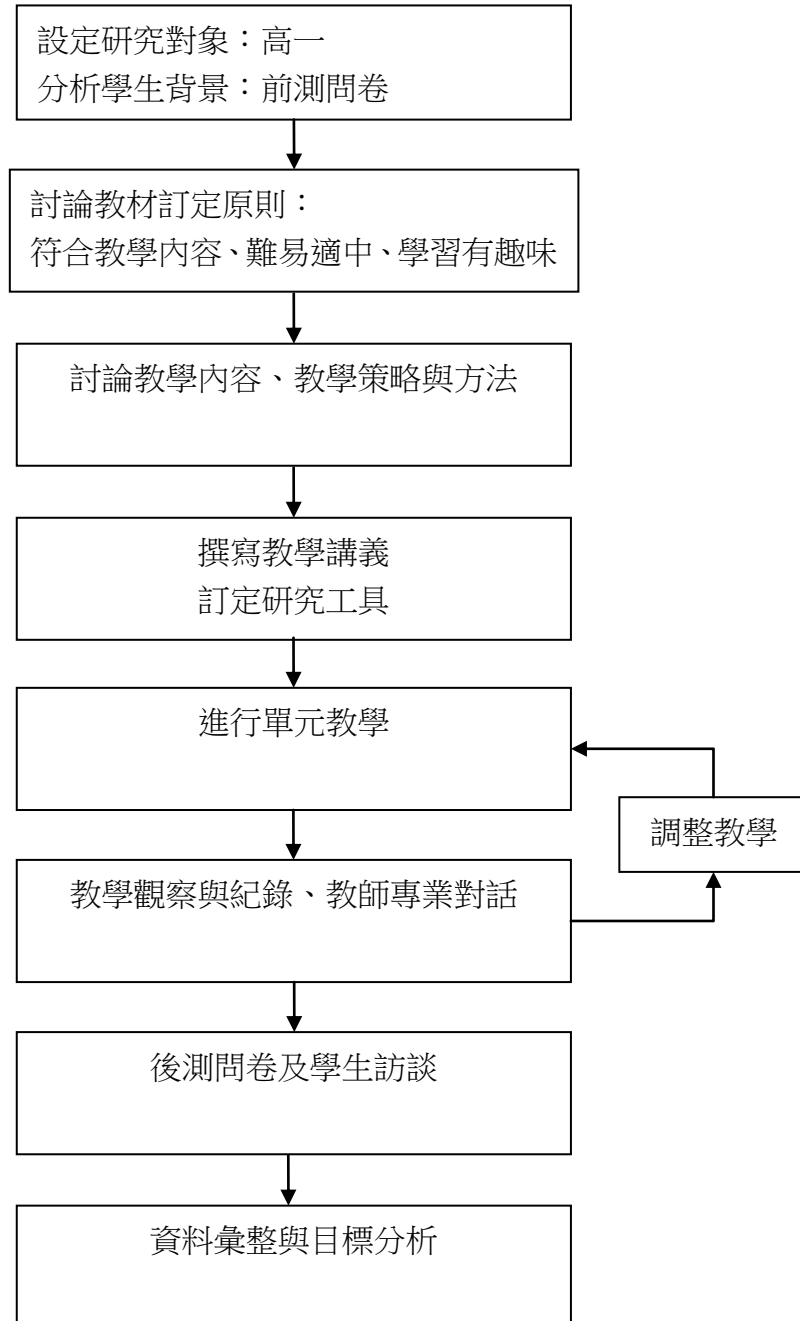 設定研究對象：高一
分析學生背景：前測問卷
討論教材訂定原則：
符合教學內容、難易適中、學習有趣味
討論教學內容、教學策略與方法
撰寫教學講義
訂定研究工具
進行單元教學
調整教學
教學觀察與紀錄、教師專業對話
後測問卷及學生訪談
資料彙整與目標分析